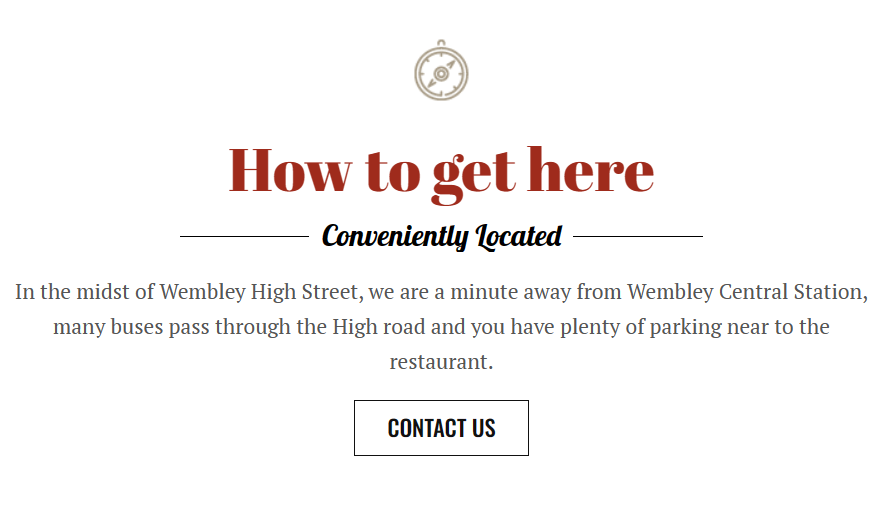 How to get here
Conveniently Located
In the midst of Wembley High Street, we are a minute away from Wembley Central Station,
many buses pass through the High road and you have plenty of parking near to the
restaurant.
CONTACT US